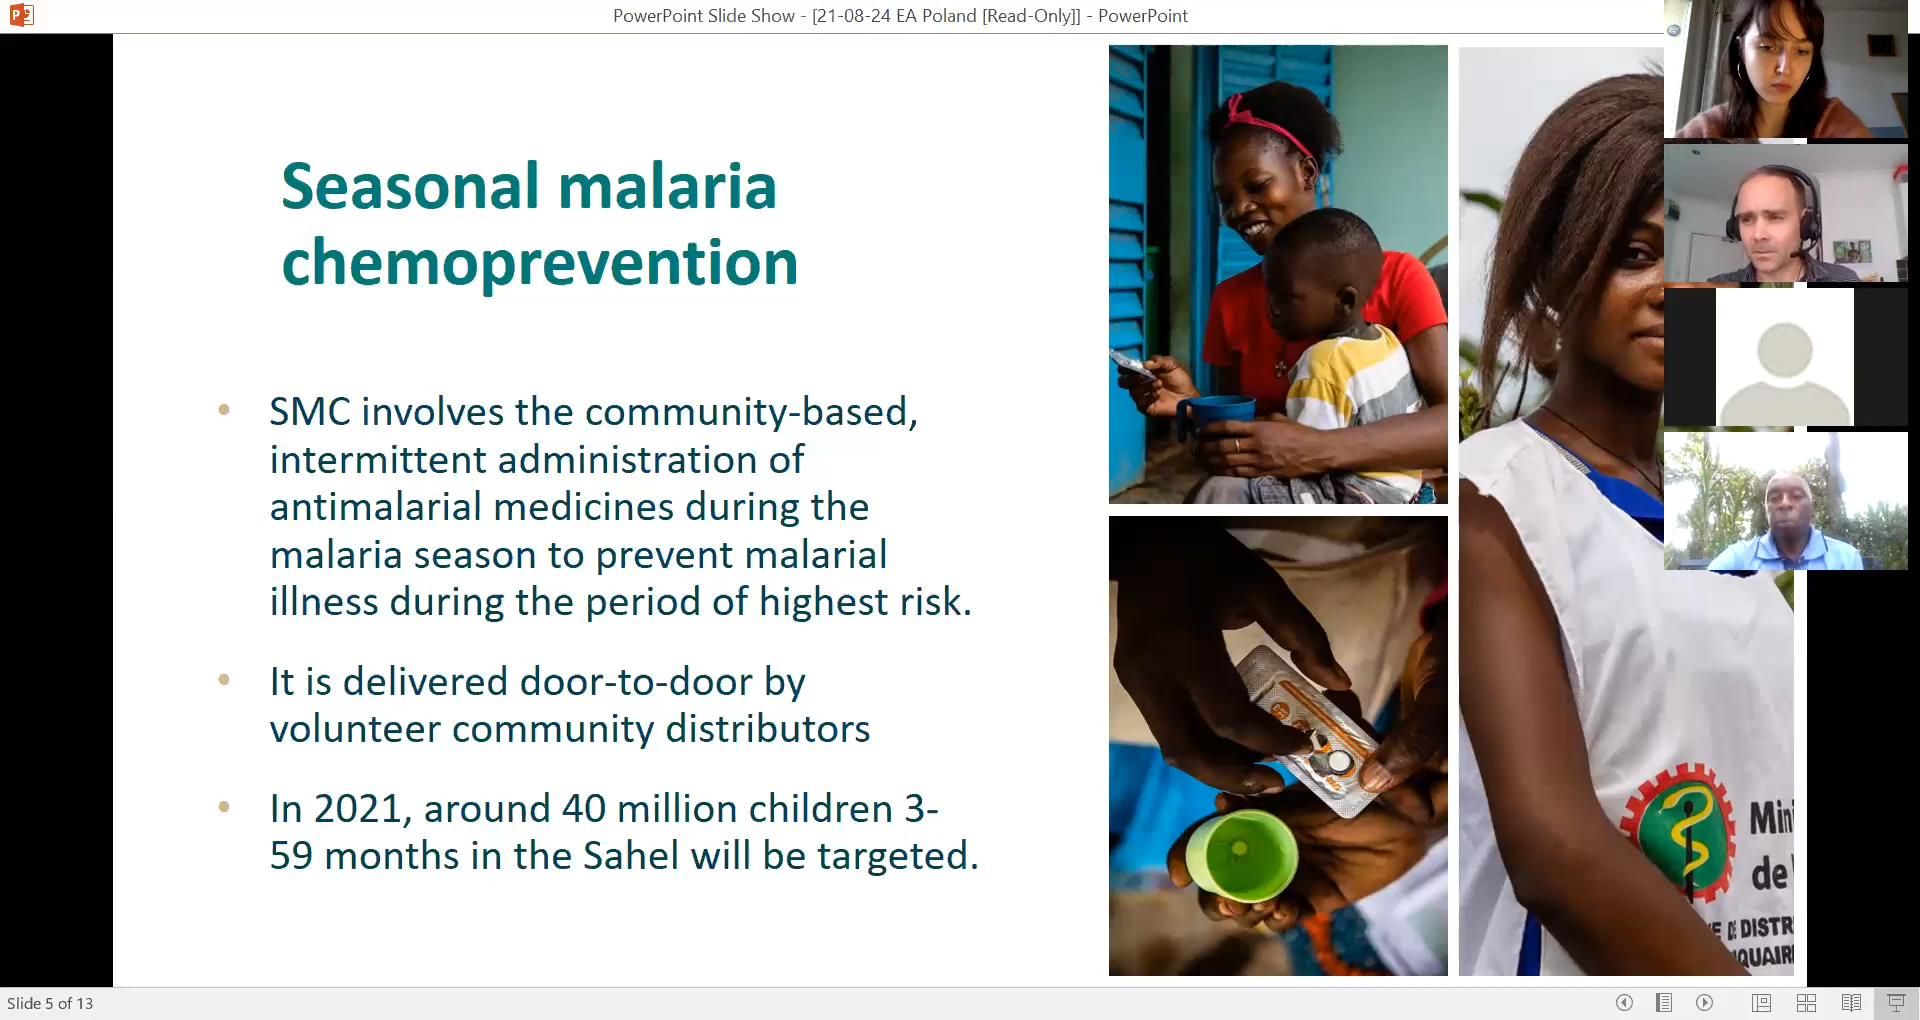 PowerPoint Slide Show - [21-08-24 EA Poland [Read-Only]] - PowerPoint
Seasonal malaria
chemoprevention
• SMC involves the community-based,
intermittent administration of
antimalarial medicines during the
malaria season to prevent malarial
illness during the period of highest risk.
• It is delivered door-to-door by
volunteer community distributors
• In 2021, around 40 million children 3-
59 months in the Sahel will be targeted.
de
DISTR
Slide 5 of 13